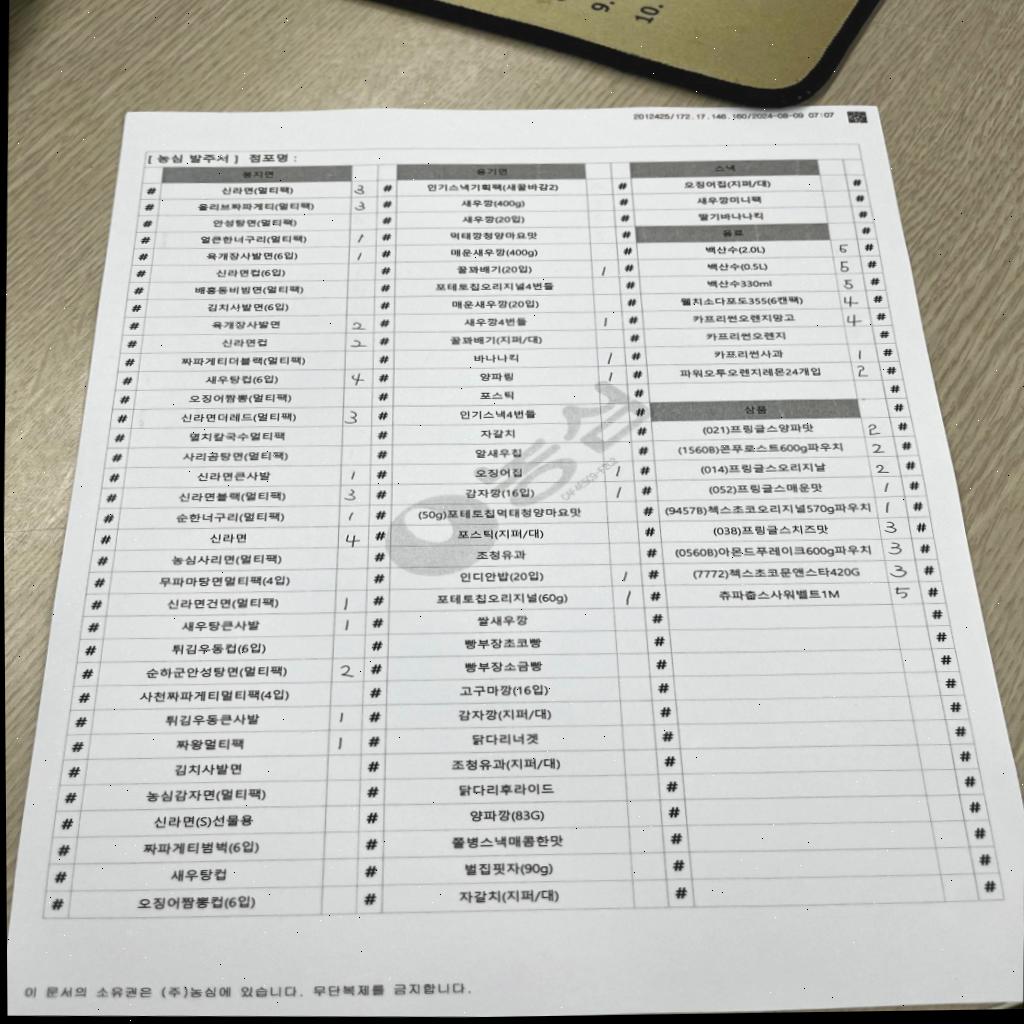 9.
10.
2012425/172.17.146.160/2024-08-09 07:07
[ 농심 발주서 ] 점포명 :
봉지면 용기면 스낵
# 신라면(멀티팩) 3 # 인기스낵기획팩(새꿀바감2) # 오징어집(지퍼/대) #
# 올리브짜파게티(멀티팩) 3 # 새우깡(400g) # 새우깡미니팩 #
# 안성탕면(멀티팩) # 새우깡(20입) # 딸기바나나킥 #
# 얼큰한너구리(멀티팩) 1 # 먹태깡청양마요맛 # 음료 #
# 육개장사발면(6입) 1 # 매운새우깡(400g) # 백산수(2.0L) 5 #
# 신라면컵(6입) # 꿀꽈배기(20입) 1 # 백산수(0.5L) 5 #
# 배홍동비빔면(멀티팩) # 포테토칩오리지널4번들 # 백산수330ml 5 #
# 김치사발면(6입) # 매운새우깡(20입) # 웰치소다포도355(6캔팩) 4 #
# 육개장사발면 2 # 새우깡4번들 1 # 카프리썬오렌지망고 4 #
# 신라면컵 2 # 꿀꽈배기(지퍼/대) # 카프리썬오렌지 #
# 짜파게티더블랙(멀티팩) # 바나나킥 1 # 카프리썬사과 1 #
# 새우탕컵(6입) 4 # 양파링 1 # 파워오투오렌지레몬24개입 2 #
# 오징어짬뽕(멀티팩) # 포스틱 # #
# 신라면더레드(멀티팩) 3 # 인기스낵4번들 # 상품 #
# 멸치칼국수멀티팩 # 자갈치 # (021)프링글스양파맛 2 #
# 사리곰탕면(멀티팩) # 알새우칩 # (1560B)콘푸로스트600g파우치 2 #
# 신라면큰사발 1 # 오징어집 1 # (014)프링글스오리지날 2 #
# 신라면블랙(멀티팩) 3 # 감자깡(16입) 1 # (052)프링글스매운맛 1 #
# 순한너구리(멀티팩) 1 # (50g)포테토칩먹태청양마요맛 # (9457B)첵스초코오리지널570g파우치 1 #
# 신라면 4 # 포스틱(지퍼/대) # (038)프링글스치즈맛 3 #
# 농심사리면(멀티팩) # 조청유과 # (0560B)아몬드푸레이크600g파우치 3 #
# 무파마탕면멀티팩(4입) # 인디안밥(20입) 1 # (7772)첵스초코문앤스타420G 3 #
# 신라면건면(멀티팩) 1 # 포테토칩오리지널(60g) 1 # 츄파춥스사워벨트1M 5 #
# 새우탕큰사발 1 # 쌀새우깡 # #
# 튀김우동컵(6입) # 빵부장초코빵 # #
# 순하군안성탕면(멀티팩) 2 # 빵부장소금빵 # #
# 사천짜파게티멀티팩(4입) # 고구마깡(16입) # #
# 튀김우동큰사발 1 # 감자깡(지퍼/대) # #
# 짜왕멀티팩 1 # 닭다리너겟 # #
# 김치사발면 # 조청유과(지퍼/대) # #
# 농심감자면(멀티팩) # 닭다리후라이드 # #
# 신라면(S)선물용 # 양파깡(83G) # #
# 짜파게티범벅(6입) # 쫄병스낵매콤한맛 # #
# 새우탕컵 # 벌집핏자(90g) # #
# 오징어짬뽕컵(6입) # 자갈치(지퍼/대) # #
농심
이 문서의 소유권은 (주)농심에 있습니다. 무단복제를 금지합니다.